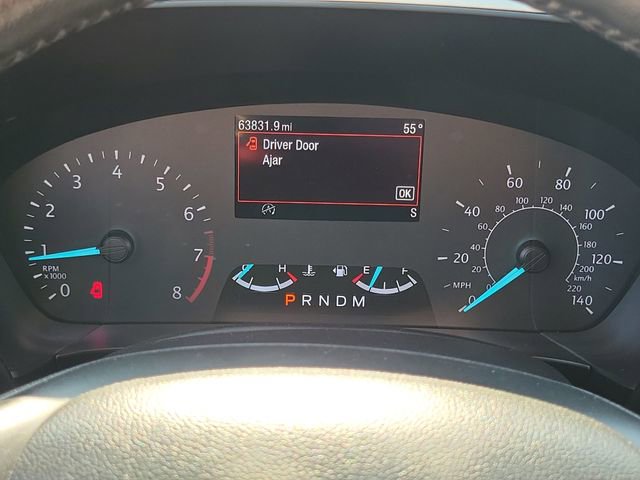 63831.9 mi 55°
Driver Door
Ajar
OK
S
0 1 2 3 4 5 6 7 8
RPM
x1000
C H E F
P R N D M
0 20 40 60 80 100 120 140
MPH
0 20 40 60 80 100 120 140 160 180 200 220
km/h